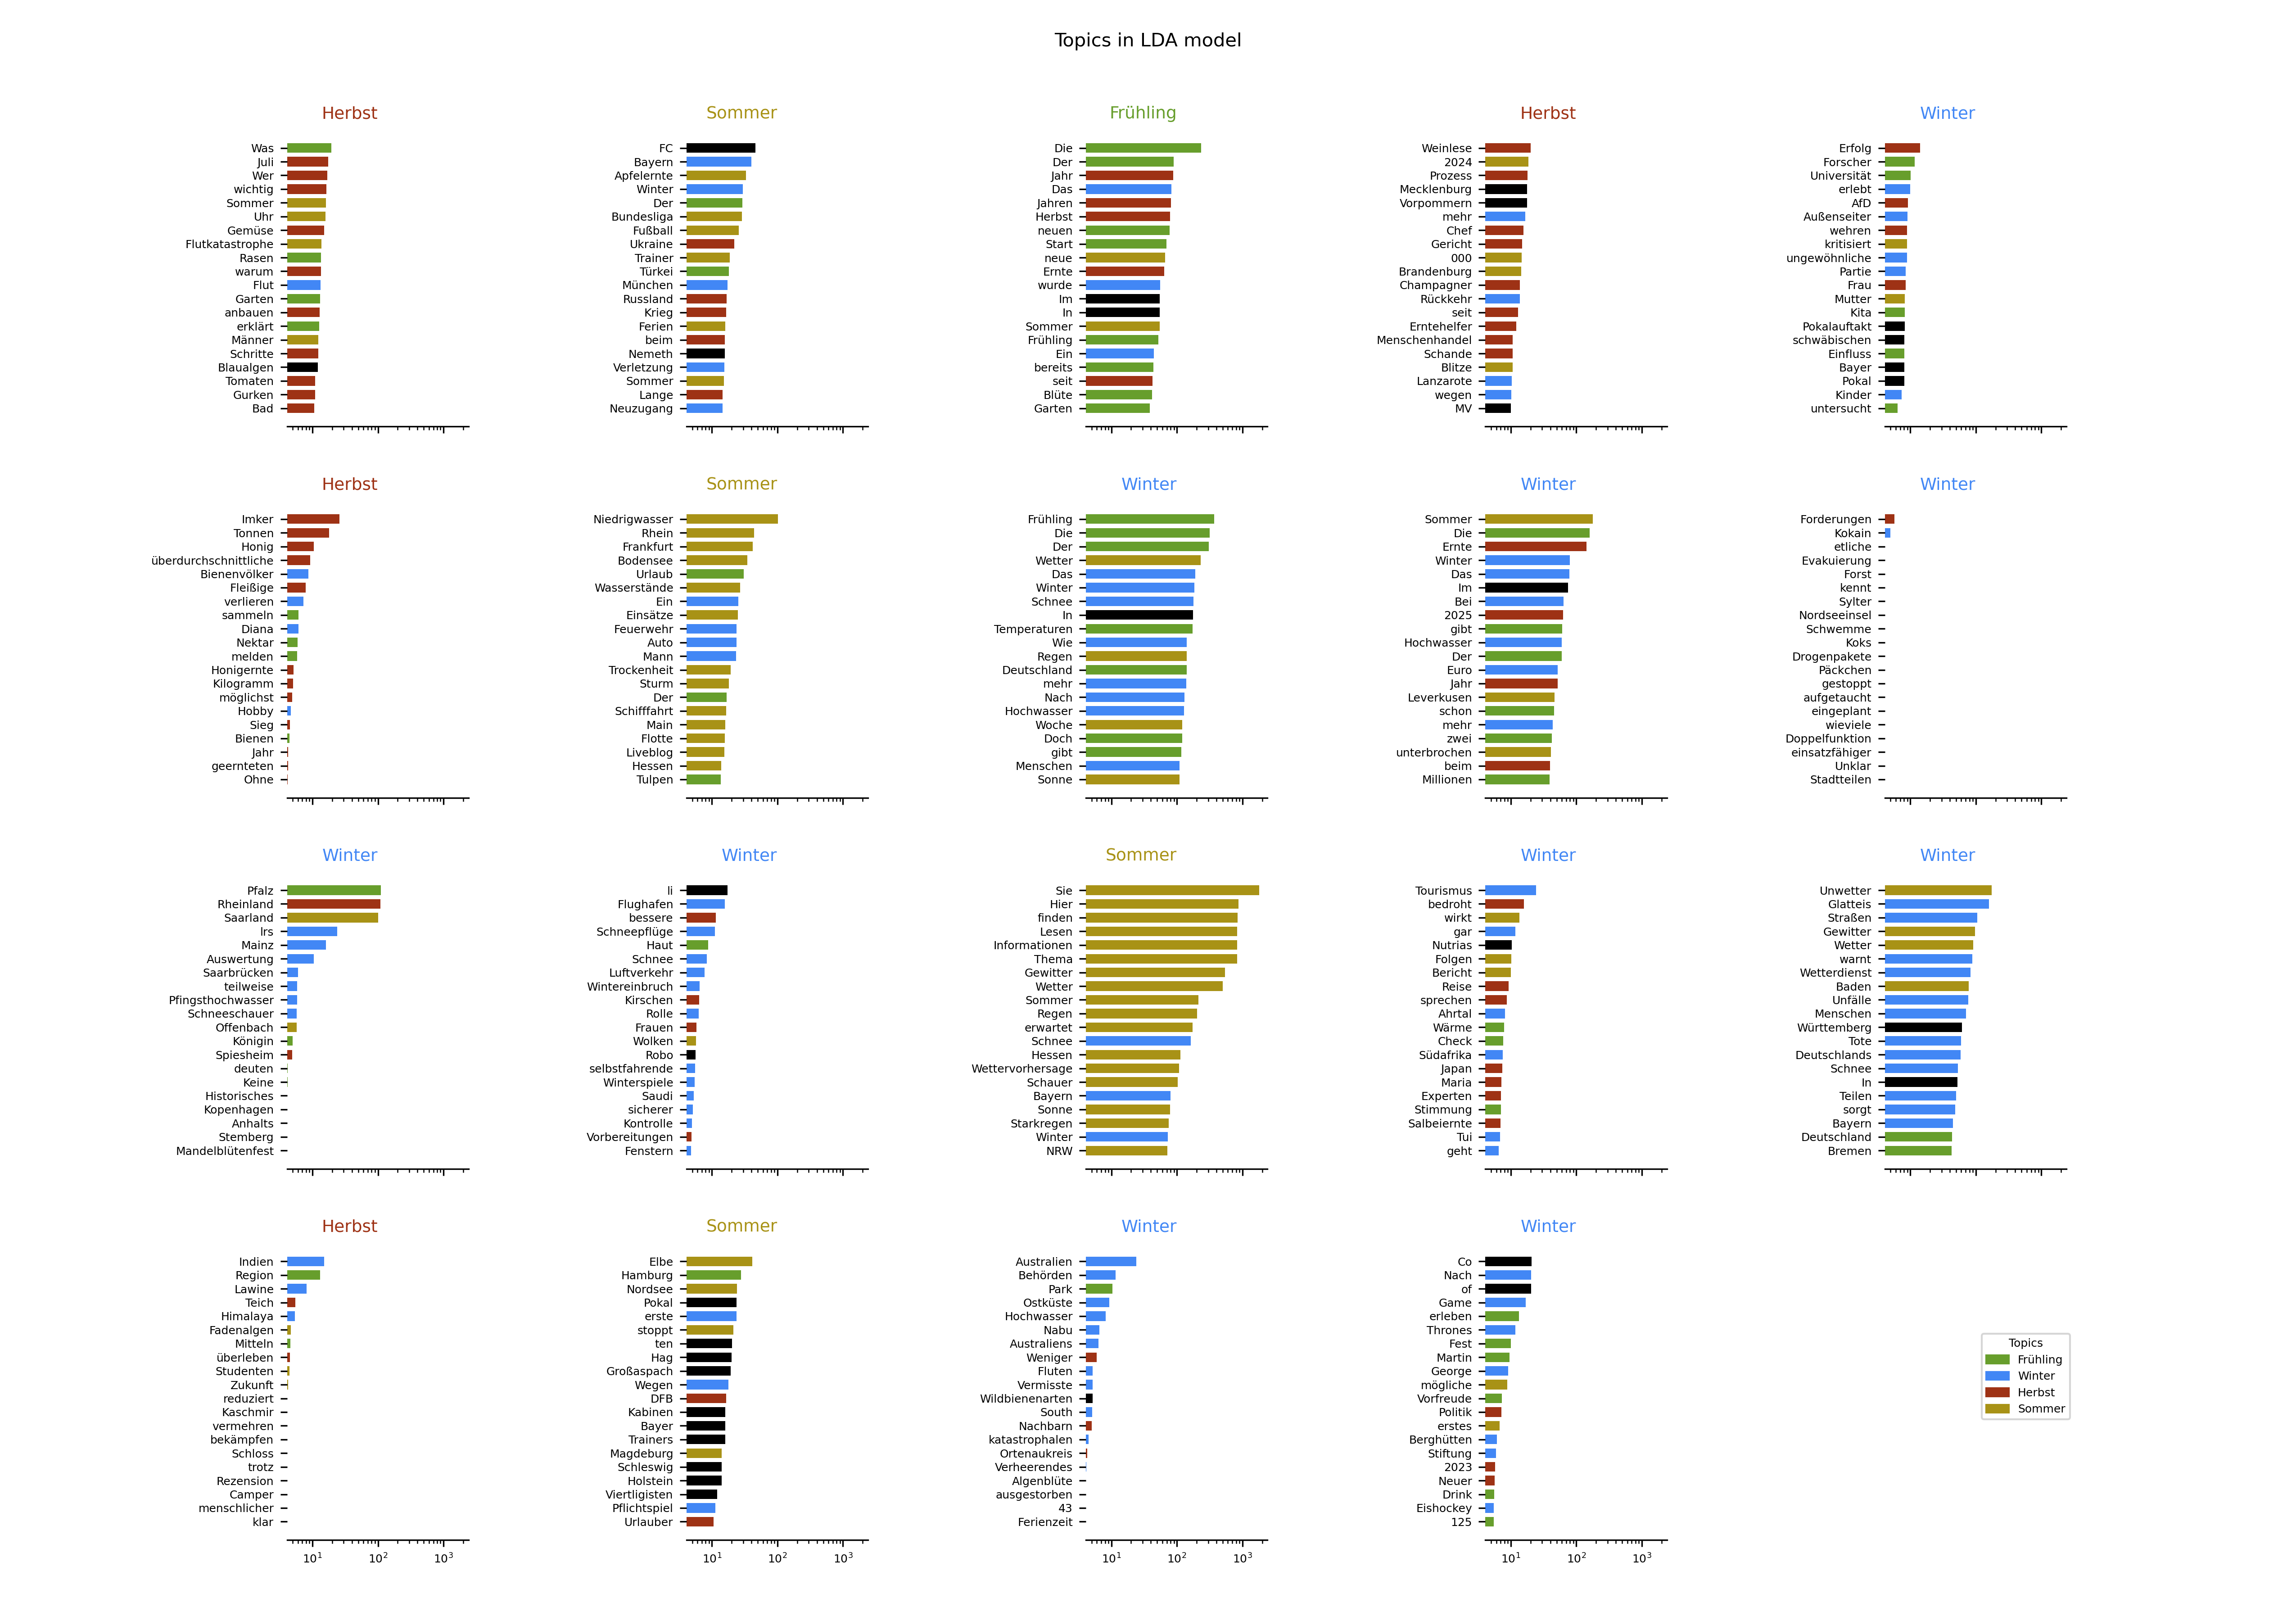 Topics in LDA model
Herbst
Was
Juli
Wer
wichtig
Sommer
Uhr
Gemüse
Flutkatastrophe
Rasen
warum
Flut
Garten
anbauen
erklärt
Männer
Schritte
Blaualgen
Tomaten
Gurken
Bad
Sommer
FC
Bayern
Apfelernte
Winter
Der
Bundesliga
Fußball
Ukraine
Trainer
Türkei
München
Russland
Krieg
Ferien
beim
Nemeth
Verletzung
Sommer
Lange
Neuzugang
Frühling
Die
Der
Jahr
Das
Jahren
Herbst
neuen
Start
neue
Ernte
wurde
Im
In
Sommer
Frühling
Ein
bereits
seit
Blüte
Garten
Herbst
Weinlese
2024
Prozess
Mecklenburg
Vorpommern
mehr
Chef
Gericht
000
Brandenburg
Champagner
Rückkehr
seit
Erntehelfer
Menschenhandel
Schande
Blitze
Lanzarote
wegen
MV
Winter
Erfolg
Forscher
Universität
erlebt
AfD
Außenseiter
wehren
kritisiert
ungewöhnliche
Partie
Frau
Mutter
Kita
Pokalauftakt
schwäbischen
Einfluss
Bayer
Pokal
Kinder
untersucht
Herbst
Imker
Tonnen
Honig
überdurchschnittliche
Bienenvölker
Fleißige
verlieren
sammeln
Diana
Nektar
melden
Honigernte
Kilogramm
möglichst
Hobby
Sieg
Bienen
Jahr
geernteten
Ohne
Sommer
Niedrigwasser
Rhein
Frankfurt
Bodensee
Urlaub
Wasserstände
Ein
Einsätze
Feuerwehr
Auto
Mann
Trockenheit
Sturm
Der
Schifffahrt
Main
Flotte
Liveblog
Hessen
Tulpen
Winter
Frühling
Die
Der
Wetter
Das
Winter
Schnee
In
Temperaturen
Wie
Regen
Deutschland
mehr
Nach
Hochwasser
Woche
Doch
gibt
Menschen
Sonne
Winter
Sommer
Die
Ernte
Winter
Das
Im
Bei
2025
gibt
Hochwasser
Der
Euro
Jahr
Leverkusen
schon
mehr
zwei
unterbrochen
beim
Millionen
Winter
Forderungen
Kokain
etliche
Evakuierung
Forst
kennt
Sylter
Nordseeinsel
Schwemme
Koks
Drogenpakete
Päckchen
gestoppt
aufgetaucht
eingeplant
wieviele
Doppelfunktion
einsatzfähiger
Unklar
Stadtteilen
Winter
Pfalz
Rheinland
Saarland
lrs
Mainz
Auswertung
Saarbrücken
teilweise
Pfingsthochwasser
Schneeschauer
Offenbach
Königin
Spiesheim
deuten
Keine
Historisches
Kopenhagen
Anhalts
Stemberg
Mandelblütenfest
Winter
li
Flughafen
bessere
Schneepflüge
Haut
Schnee
Luftverkehr
Wintereinbruch
Kirschen
Rolle
Frauen
Wolken
Robo
selbstfahrende
Winterspiele
Saudi
sicherer
Kontrolle
Vorbereitungen
Fenstern
Sommer
Sie
Hier
finden
Lesen
Informationen
Thema
Gewitter
Wetter
Sommer
Regen
erwartet
Schnee
Hessen
Wettervorhersage
Schauer
Bayern
Sonne
Starkregen
Winter
NRW
Winter
Tourismus
bedroht
wirkt
gar
Nutrias
Folgen
Bericht
Reise
sprechen
Ahrtal
Wärme
Check
Südafrika
Japan
Maria
Experten
Stimmung
Salbeiernte
Tui
geht
Winter
Unwetter
Glatteis
Straßen
Gewitter
Wetter
warnt
Wetterdienst
Baden
Unfälle
Menschen
Württemberg
Tote
Deutschlands
Schnee
In
Teilen
sorgt
Bayern
Deutschland
Bremen
Herbst
Indien
Region
Lawine
Teich
Himalaya
Fadenalgen
Mitteln
überleben
Studenten
Zukunft
reduziert
Kaschmir
vermehren
bekämpfen
Schloss
trotz
Rezension
Camper
menschlicher
klar
10¹ 10² 10³
Sommer
Elbe
Hamburg
Nordsee
Pokal
erste
stoppt
ten
Hag
Großaspach
Wegen
DFB
Kabinen
Bayer
Trainers
Magdeburg
Schleswig
Holstein
Viertligisten
Pflichtspiel
Urlauber
10¹ 10² 10³
Winter
Australien
Behörden
Park
Ostküste
Hochwasser
Nabu
Australiens
Weniger
Fluten
Vermisste
Wildbienenarten
South
Nachbarn
katastrophalen
Ortenaukreis
Verheerendes
Algenblüte
ausgestorben
43
Ferienzeit
10¹ 10² 10³
Winter
Co
Nach
of
Game
erleben
Thrones
Fest
Martin
George
mögliche
Vorfreude
Politik
erstes
Berghütten
Stiftung
2023
Neuer
Drink
Eishockey
125
10¹ 10² 10³
Topics
Frühling
Winter
Herbst
Sommer